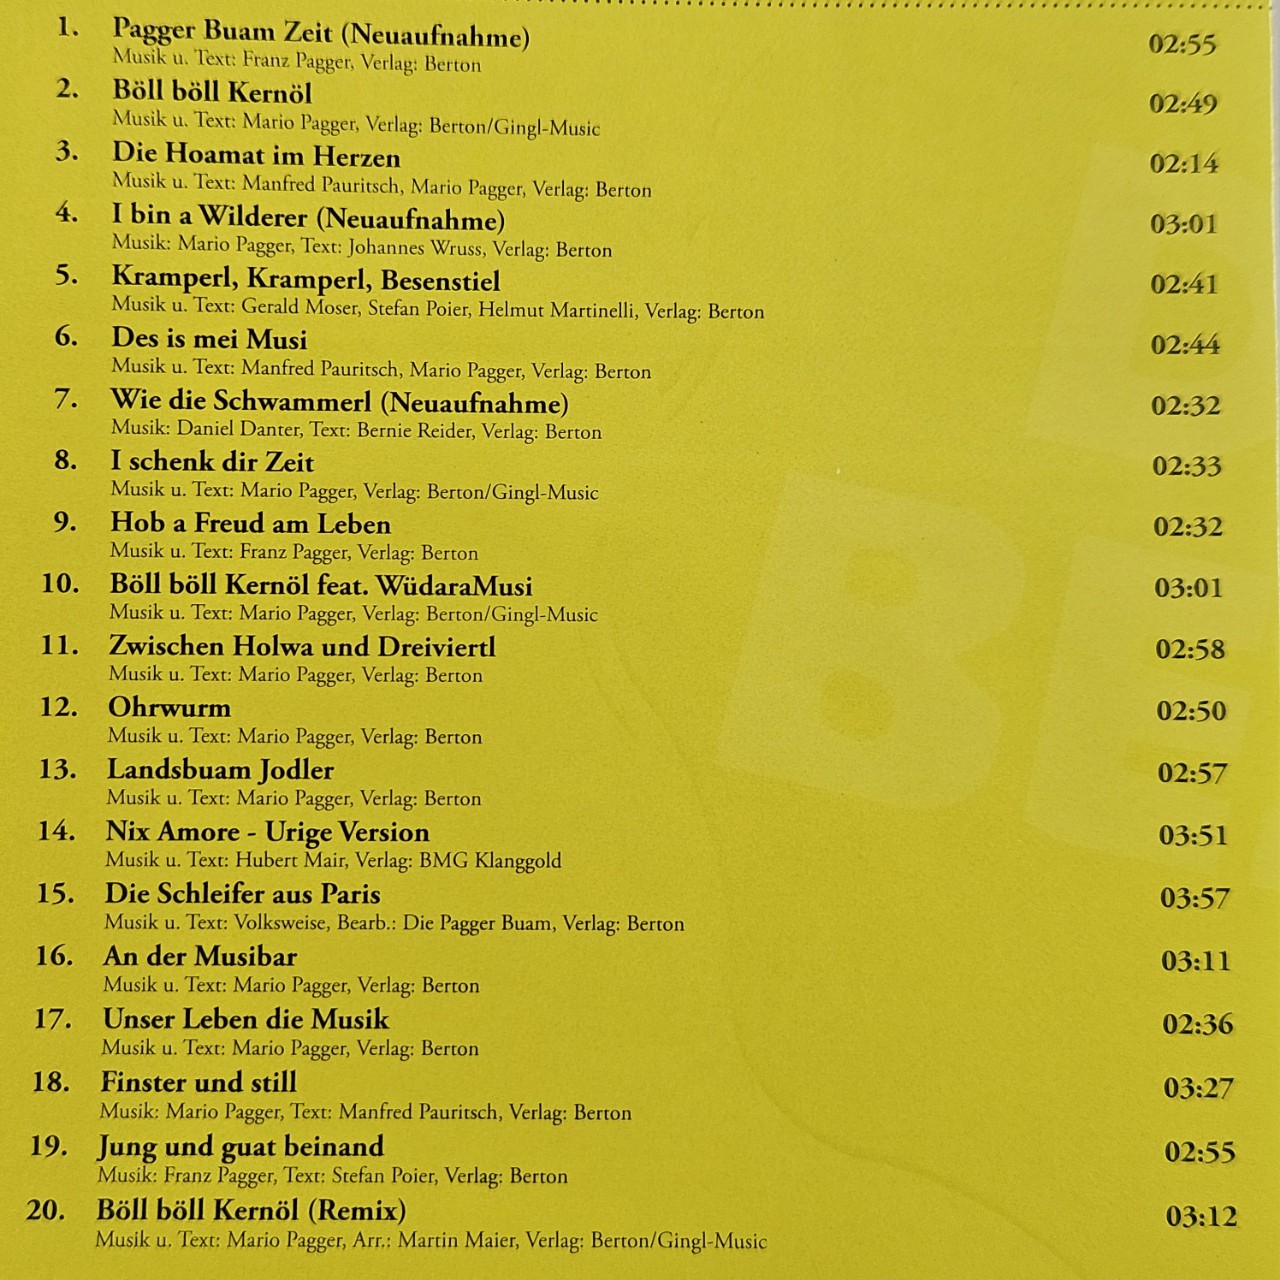 1. Pagger Buam Zeit (Neuaufnahme) 02:55
Musik u. Text: Franz Pagger, Verlag: Berton
2. Böll böll Kernöl 02:49
Musik u. Text: Mario Pagger, Verlag: Berton/Gingl-Music
3. Die Hoamat im Herzen 02:14
Musik u. Text: Manfred Pauritsch, Mario Pagger, Verlag: Berton
4. I bin a Wilderer (Neuaufnahme) 03:01
Musik: Mario Pagger, Text: Johannes Wruss, Verlag: Berton
5. Kramperl, Kramperl, Besenstiel 02:41
Musik u. Text: Gerald Moser, Stefan Poier, Helmut Martinelli, Verlag: Berton
6. Des is mei Musi 02:44
Musik u. Text: Manfred Pauritsch, Mario Pagger, Verlag: Berton
7. Wie die Schwammerl (Neuaufnahme) 02:32
Musik: Daniel Danter, Text: Bernie Reider, Verlag: Berton
8. I schenk dir Zeit 02:33
Musik u. Text: Mario Pagger, Verlag: Berton/Gingl-Music
9. Hob a Freud am Leben 02:32
Musik u. Text: Franz Pagger, Verlag: Berton
10. Böll böll Kernöl feat. WüdaraMusi 03:01
Musik u. Text: Mario Pagger, Verlag: Berton/Gingl-Music
11. Zwischen Holwa und Dreiviertl 02:58
Musik u. Text: Mario Pagger, Verlag: Berton
12. Ohrwurm 02:50
Musik u. Text: Mario Pagger, Verlag: Berton
13. Landsbuam Jodler 02:57
Musik u. Text: Mario Pagger, Verlag: Berton
14. Nix Amore - Urige Version 03:51
Musik u. Text: Hubert Mair, Verlag: BMG Klanggold
15. Die Schleifer aus Paris 03:57
Musik u. Text: Volksweise, Bearb.: Die Pagger Buam, Verlag: Berton
16. An der Musibar 03:11
Musik u. Text: Mario Pagger, Verlag: Berton
17. Unser Leben die Musik 02:36
Musik u. Text: Mario Pagger, Verlag: Berton
18. Finster und still 03:27
Musik: Mario Pagger, Text: Manfred Pauritsch, Verlag: Berton
19. Jung und guat beinand 02:55
Musik: Franz Pagger, Text: Stefan Poier, Verlag: Berton
20. Böll böll Kernöl (Remix) 03:12
Musik u. Text: Mario Pagger, Arr.: Martin Maier, Verlag: Berton/Gingl-Music